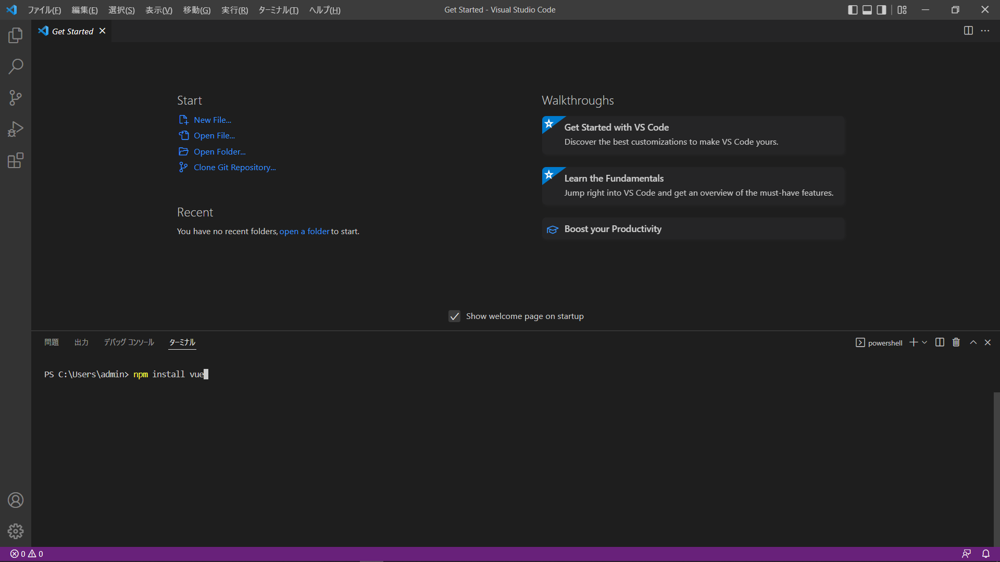 ファイル(F) 編集(E) 選択(S) 表示(V) 移動(G) 実行(R) ターミナル(T) ヘルプ(H) Get Started - Visual Studio Code
Get Started
Start
New File...
Open File...
Open Folder...
Clone Git Repository...
Recent
You have no recent folders, open a folder to start.
Walkthroughs
Get Started with VS Code
Discover the best customizations to make VS Code yours.
Learn the Fundamentals
Jump right into VS Code and get an overview of the must-have features.
Boost your Productivity
Show welcome page on startup
問題 出力 デバッグ コンソール ターミナル powershell
PS C:\Users\admin> npm install vue
0 0